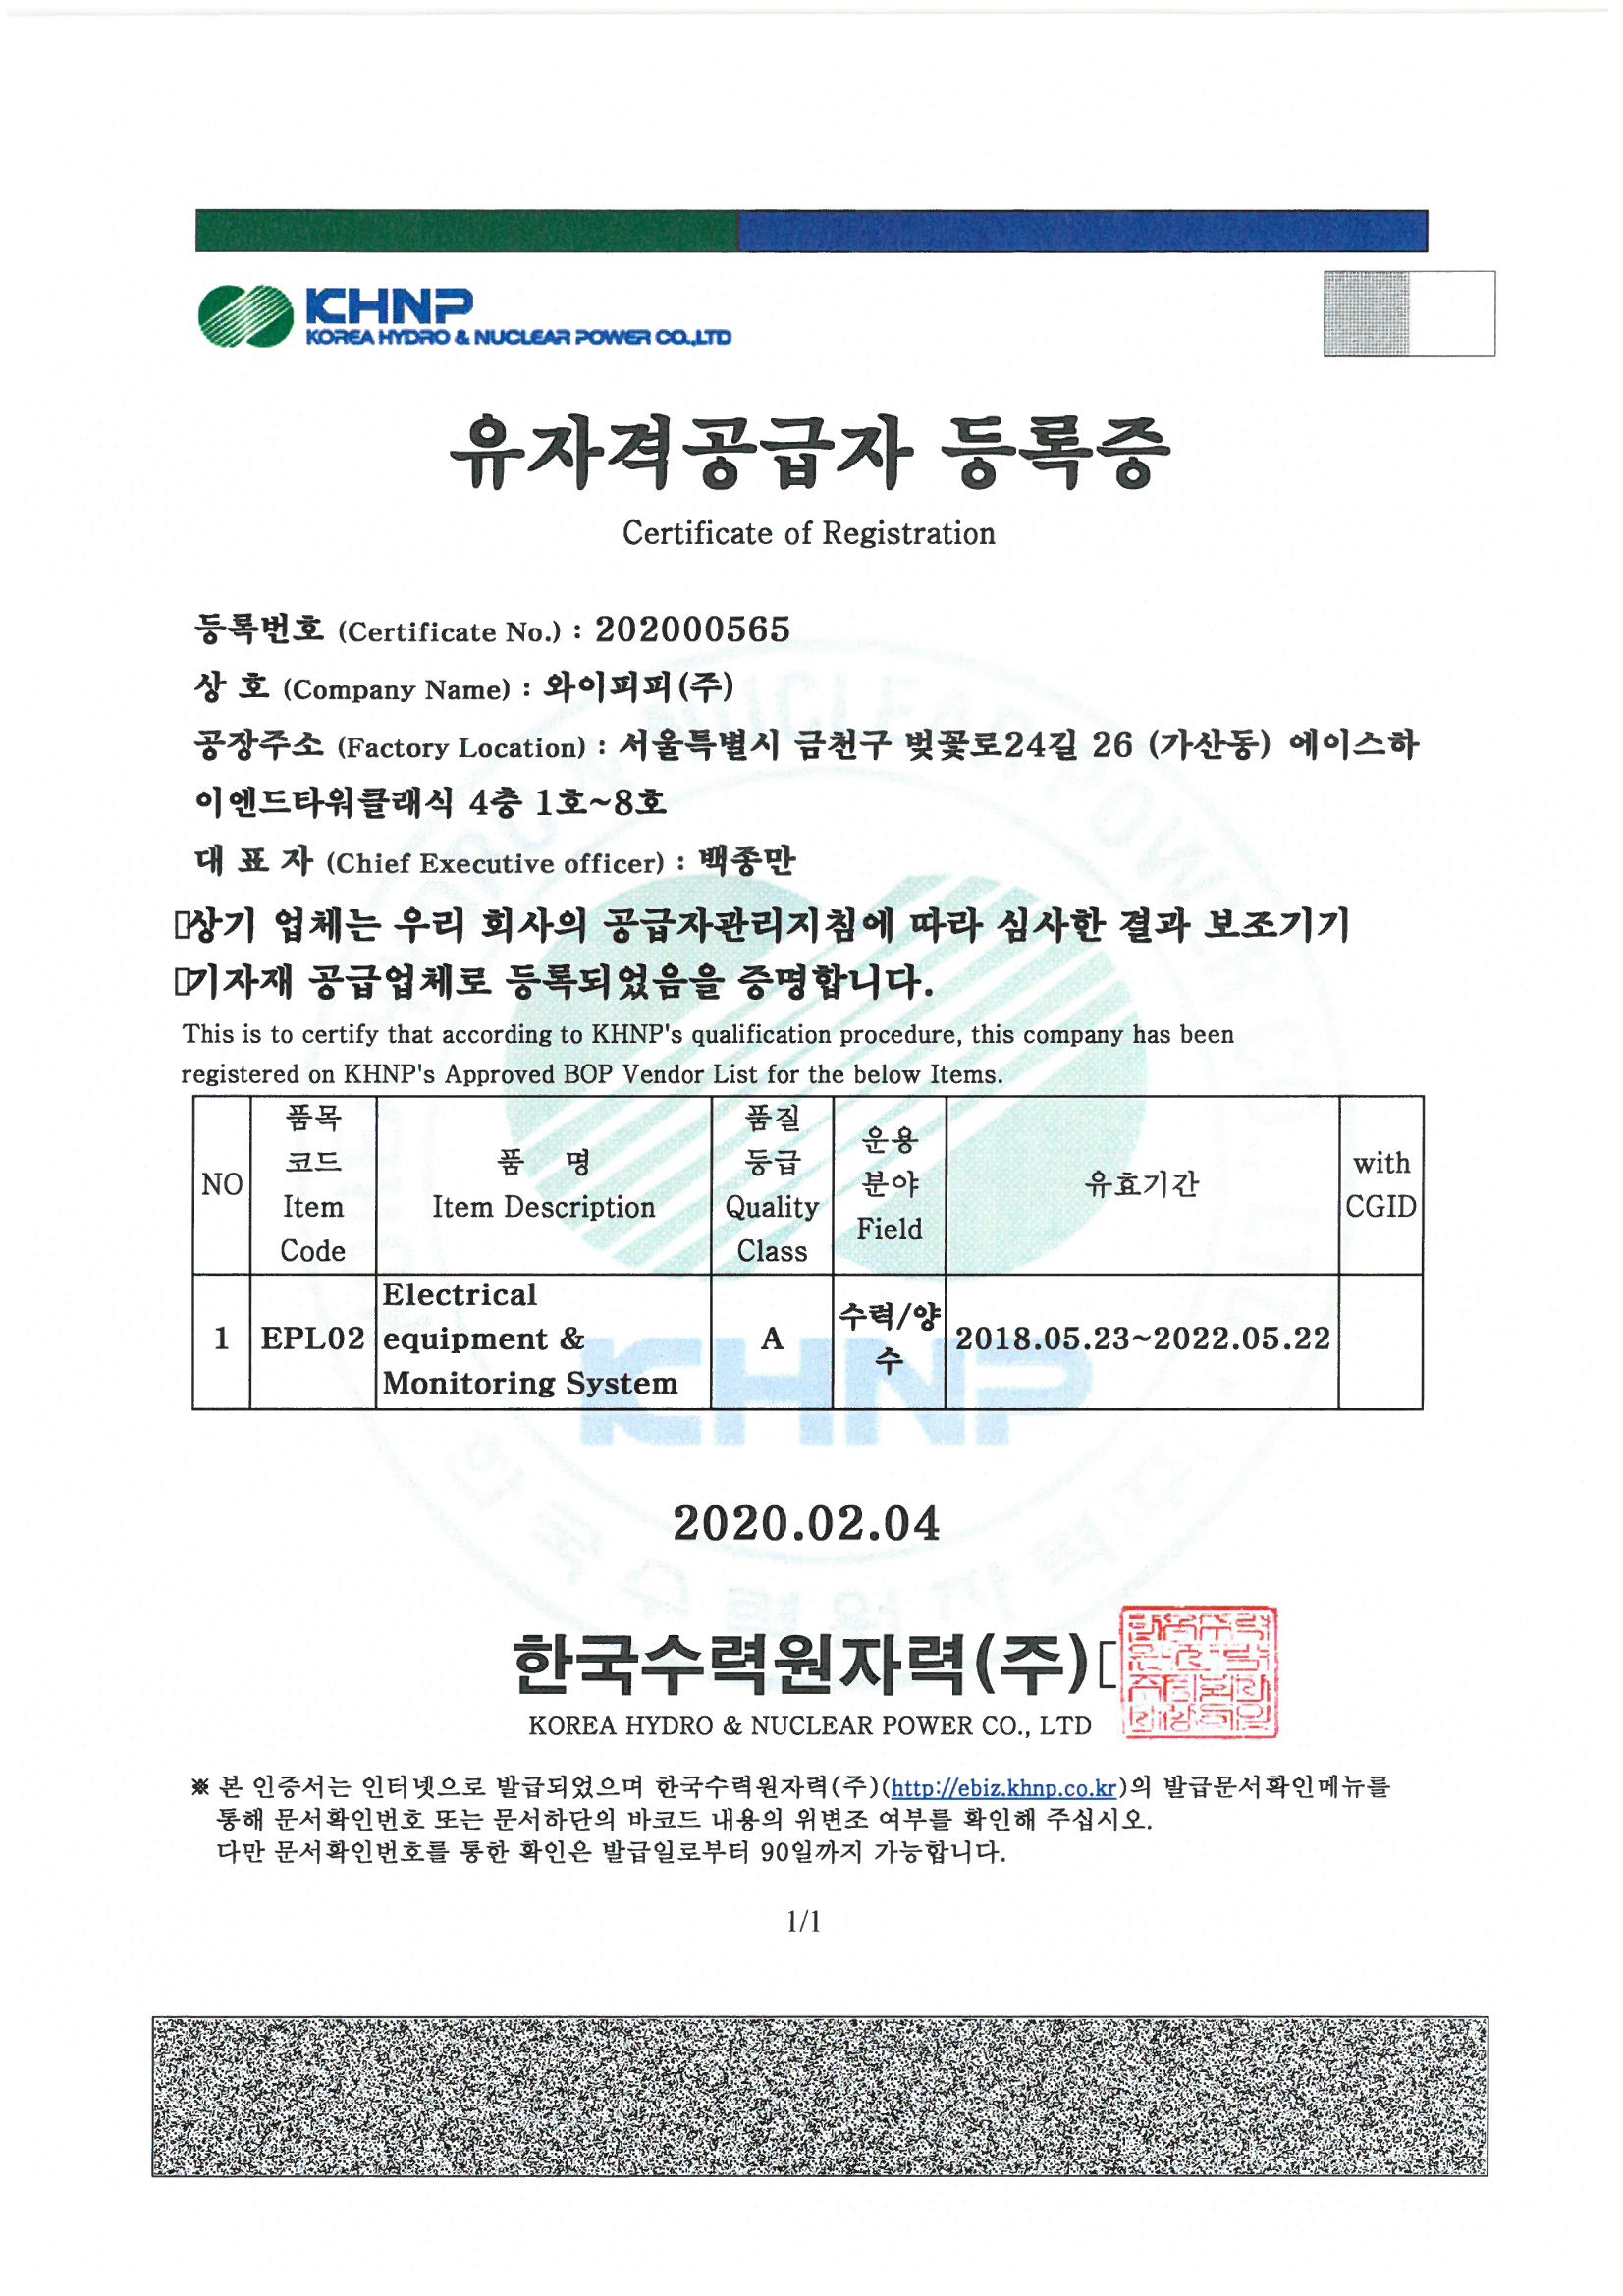 KHNP
KOREA HYDRO & NUCLEAR POWER CO.,LTD
유자격공급자 등록증
Certificate of Registration
등록번호 (Certificate No.) : 202000565
상 호 (Company Name) : 와이피피(주)
공장주소 (Factory Location) : 서울특별시 금천구 벚꽃로24길 26 (가산동) 에이스하
이엔드타워클래식 4층 1호~8호
대 표 자 (Chief Executive officer) : 백종만
상기 업체는 우리 회사의 공급자관리지침에 따라 심사한 결과 보조기기
기자재 공급업체로 등록되었음을 증명합니다.
This is to certify that according to KHNP's qualification procedure, this company has been
registered on KHNP's Approved BOP Vendor List for the below Items.
NO
품목
코드
Item
Code
품 명
Item Description
품질
등급
Quality
Class
운용
분야
Field
유효기간
with
CGID
1
EPL02
Electrical
equipment &
Monitoring System
A
수력/양
수
2018.05.23~2022.05.22
KHNP
2020.02.04
한국수력원자력(주)
KOREA HYDRO & NUCLEAR POWER CO., LTD
※ 본 인증서는 인터넷으로 발급되었으며 한국수력원자력(주)(http://ebiz.khnp.co.kr)의 발급문서확인메뉴를
통해 문서확인번호 또는 문서하단의 바코드 내용의 위변조 여부를 확인해 주십시오.
다만 문서확인번호를 통한 확인은 발급일로부터 90일까지 가능합니다.
1/1